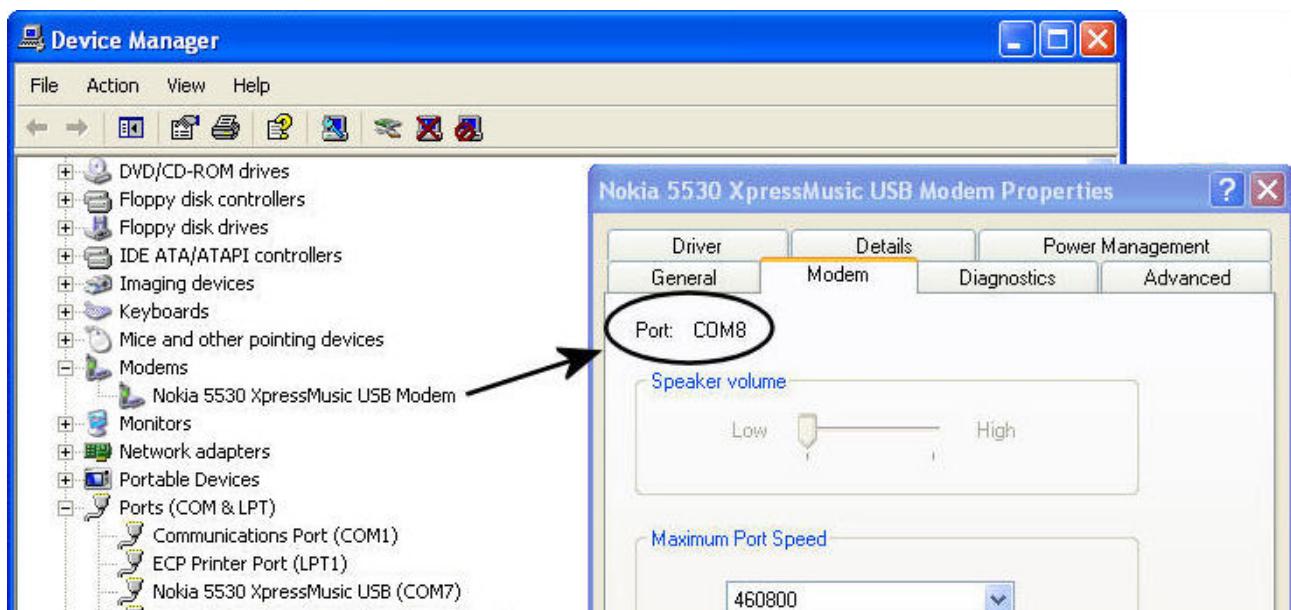 Device Manager
File Action View Help
DVD/CD-ROM drives
Floppy disk controllers
Floppy disk drives
IDE ATA/ATAPI controllers
Imaging devices
Keyboards
Mice and other pointing devices
Modems
Nokia 5530 XpressMusic USB Modem
Monitors
Network adapters
Portable Devices
Ports (COM & LPT)
Communications Port (COM1)
ECP Printer Port (LPT1)
Nokia 5530 XpressMusic USB (COM7)
Nokia 5530 XpressMusic USB Modem Properties
Driver Details Power Management
General Modem Diagnostics Advanced
Port: COM8
Speaker volume
Low High
Maximum Port Speed
460800